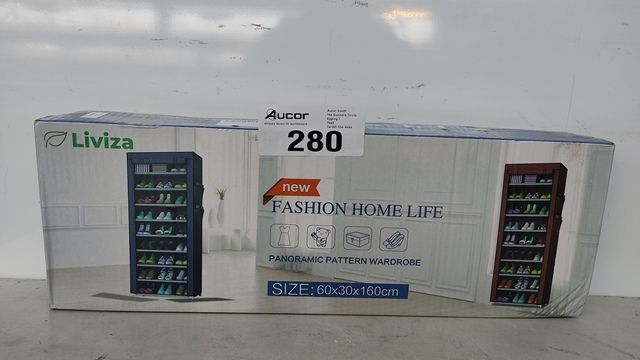 Liviza
Aucor
280
new
FASHION HOME LIFE
PANORAMIC PATTERN WARDROBE
SIZE: 60x30x160cm